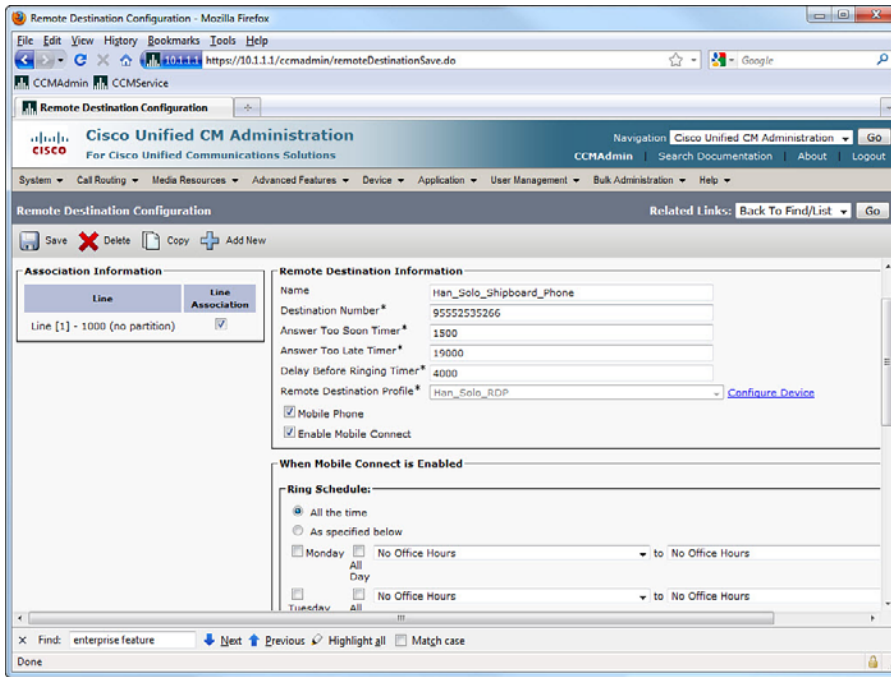 Remote Destination Configuration - Mozilla Firefox
File Edit View History Bookmarks Tools Help
10.1.1.1 https://10.1.1.1/ccmadmin/remoteDestinationSave.do Google
CCMAdmin CCMService
Remote Destination Configuration
cisco Cisco Unified CM Administration
For Cisco Unified Communications Solutions
Navigation Cisco Unified CM Administration Go
CCMAdmin | Search Documentation | About | Logout
System Call Routing Media Resources Advanced Features Device Application User Management Bulk Administration Help
Remote Destination Configuration Related Links: Back To Find/List Go
Save Delete Copy Add New
Association Information
Line Line Association
Line [1] - 1000 (no partition)
Remote Destination Information
Name Han_Solo_Shipboard_Phone
Destination Number* 95552535266
Answer Too Soon Timer* 1500
Answer Too Late Timer* 19000
Delay Before Ringing Timer* 4000
Remote Destination Profile* Han_Solo_RDP Configure Device
Mobile Phone
Enable Mobile Connect
When Mobile Connect is Enabled
Ring Schedule:
All the time
As specified below
Monday All Day No Office Hours to No Office Hours
Tuesday All No Office Hours to No Office Hours
Find: enterprise feature Next Previous Highlight all Match case
Done